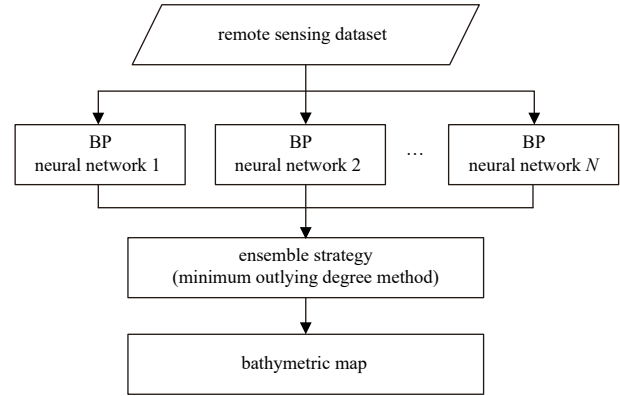 remote sensing dataset
BP
neural network 1
BP
neural network 2
…
BP
neural network N
ensemble strategy
(minimum outlying degree method)
bathymetric map